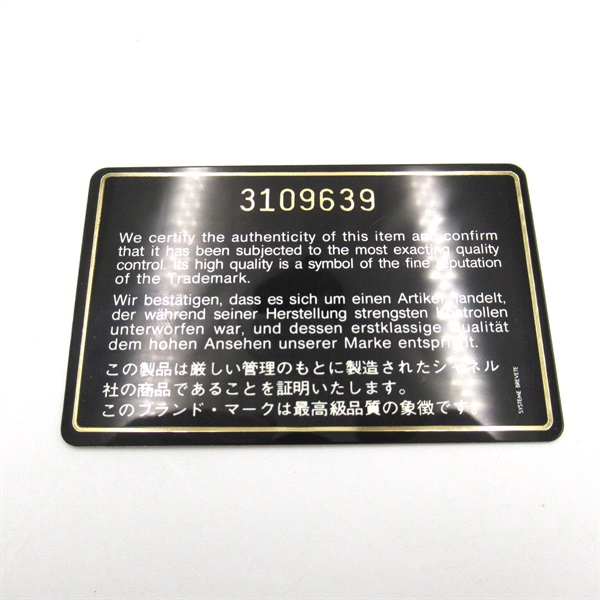 3109639
We certify the authenticity of this item and confirm
that it has been subjected to the most exacting quality
control. Its high quality is a symbol of the fine reputation
of the Trademark.
Wir bestätigen, dass es sich um einen Artikel handelt,
der während seiner Herstellung strengsten Kontrollen
unterworfen war, und dessen erstklassige Qualität
dem hohen Ansehen unserer Marke entspricht.
この製品は厳しい管理のもとに製造されたシャネル
社の商品であることを証明いたします。
このブランド・マークは最高級品質の象徴です。
SYSTEME BREVETE